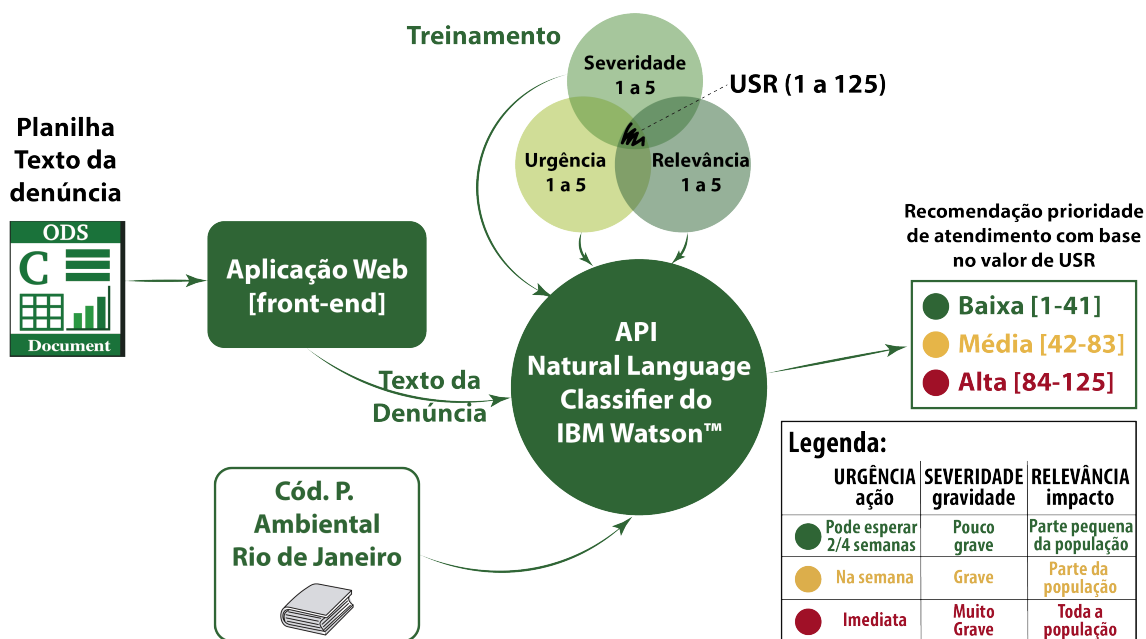 Treinamento
Severidade
1 a 5
USR (1 a 125)
Urgência
1 a 5
Relevância
1 a 5
Planilha
Texto da
denúncia
ODS
C
Document
Aplicação Web
[front-end]
Texto da
Denúncia
API
Natural Language
Classifier do
IBM Watson™
Cód. P.
Ambiental
Rio de Janeiro
Recomendação prioridade
de atendimento com base
no valor de USR
Baixa [1-41]
Média [42-83]
Alta [84-125]
Legenda:
URGÊNCIA SEVERIDADE RELEVÂNCIA
ação gravidade impacto
Pode esperar Pouco Parte pequena
2/4 semanas grave da população
Na semana Grave Parte da
população
Imediata Muito Toda a
Grave população